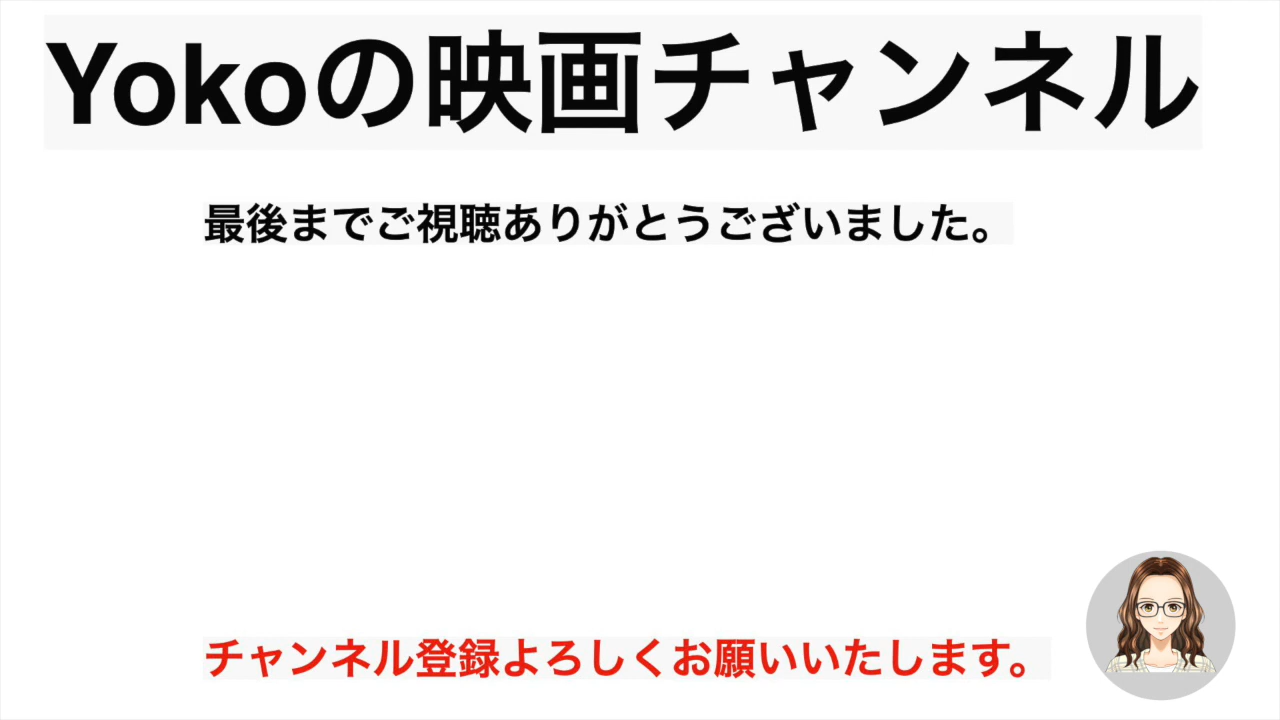 Yokoの映画チャンネル
最後までご視聴ありがとうございました。
チャンネル登録よろしくお願いいたします。